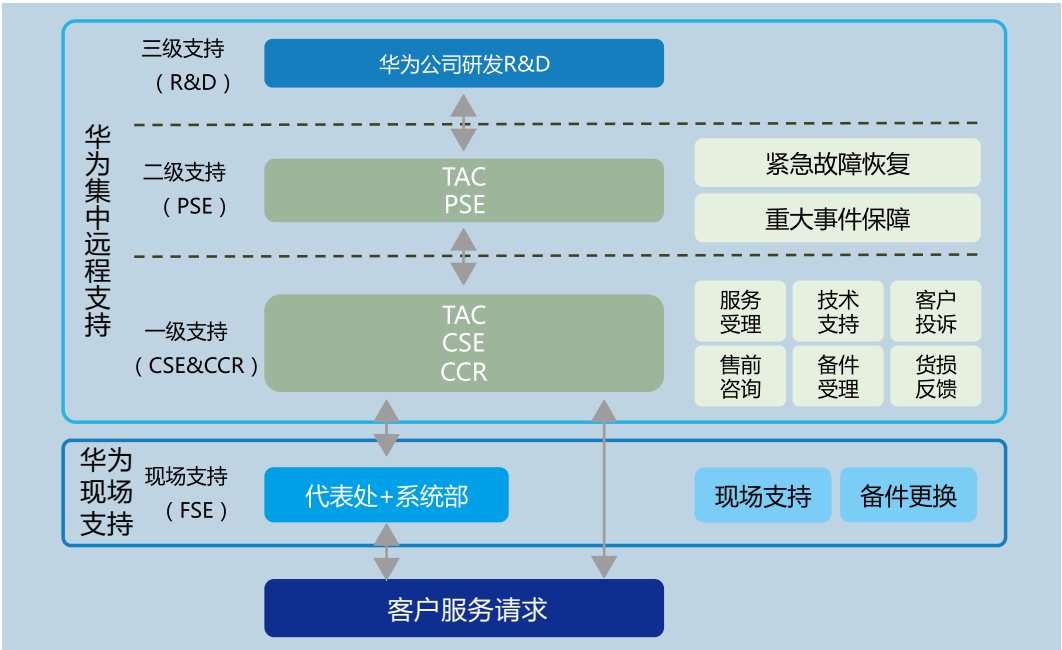 三级支持
（R&D）
华为公司研发R&D
华为集中远程支持
二级支持
（PSE）
TAC
PSE
紧急故障恢复
重大事件保障
一级支持
（CSE&CCR）
TAC
CSE
CCR
服务
受理
技术
支持
客户
投诉
售前
咨询
备件
受理
货损
反馈
华为
现场
支持
现场支持
（FSE）
代表处+系统部
现场支持
备件更换
客户服务请求